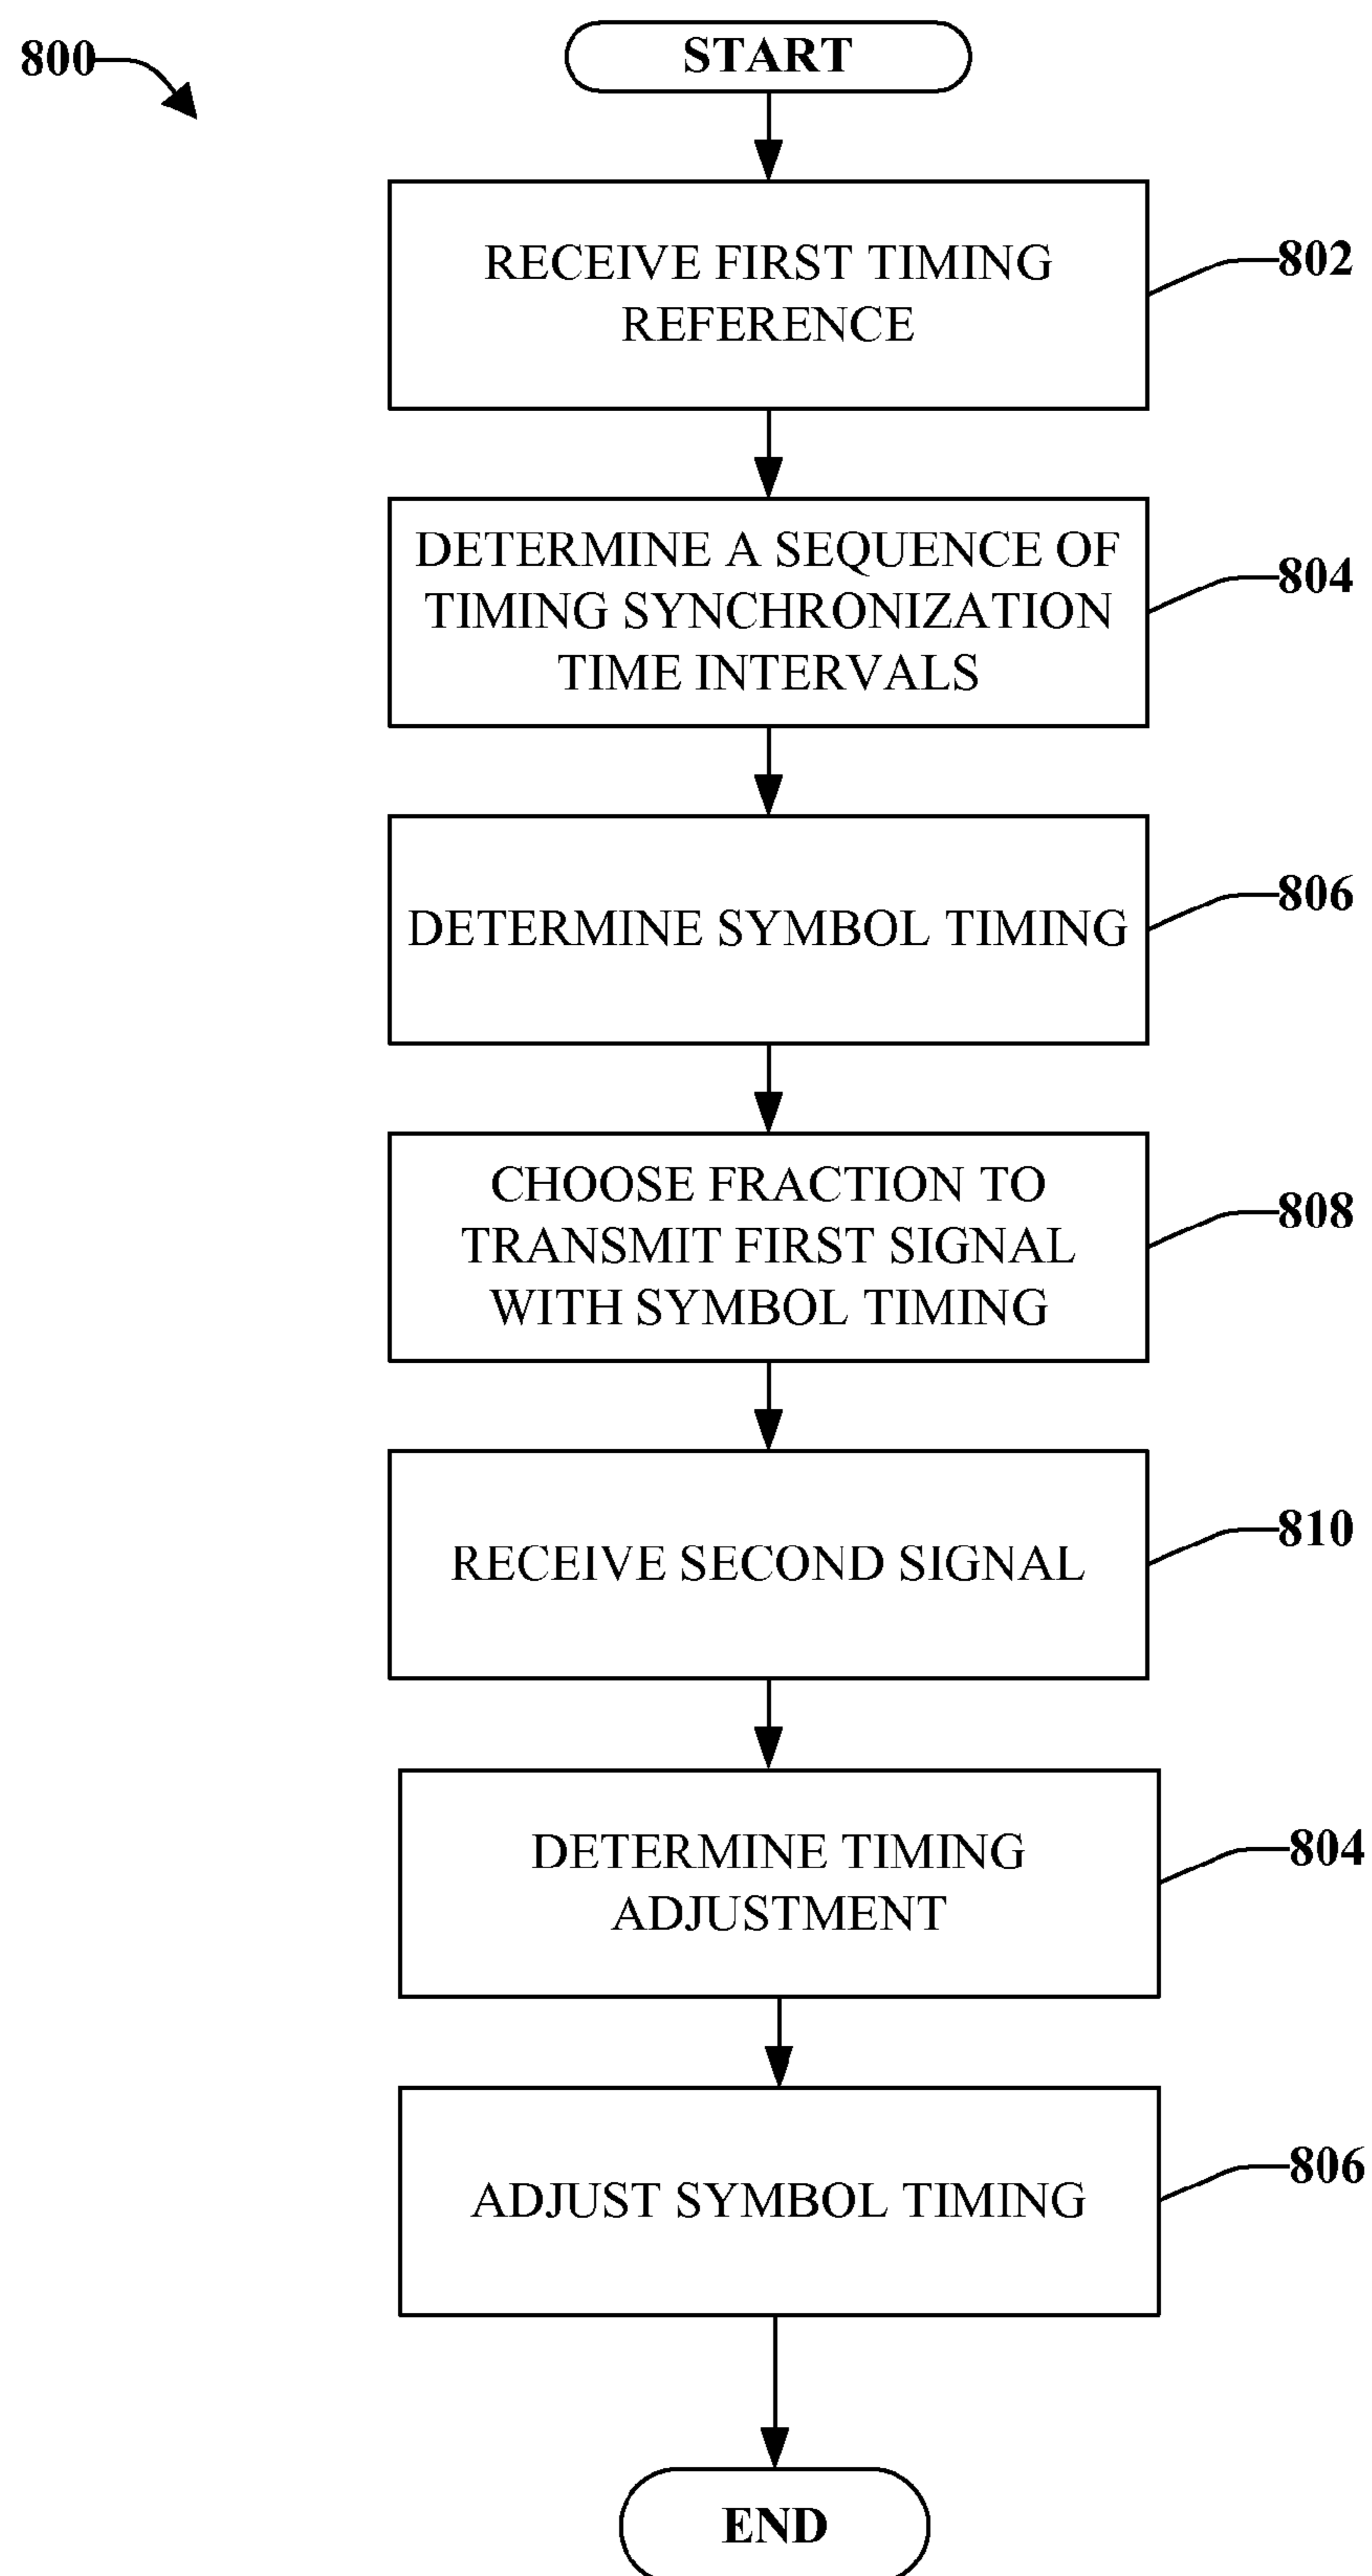 800
START
RECEIVE FIRST TIMING
REFERENCE
802
DETERMINE A SEQUENCE OF
TIMING SYNCHRONIZATION
TIME INTERVALS
804
DETERMINE SYMBOL TIMING
806
CHOOSE FRACTION TO
TRANSMIT FIRST SIGNAL
WITH SYMBOL TIMING
808
RECEIVE SECOND SIGNAL
810
DETERMINE TIMING
ADJUSTMENT
804
ADJUST SYMBOL TIMING
806
END